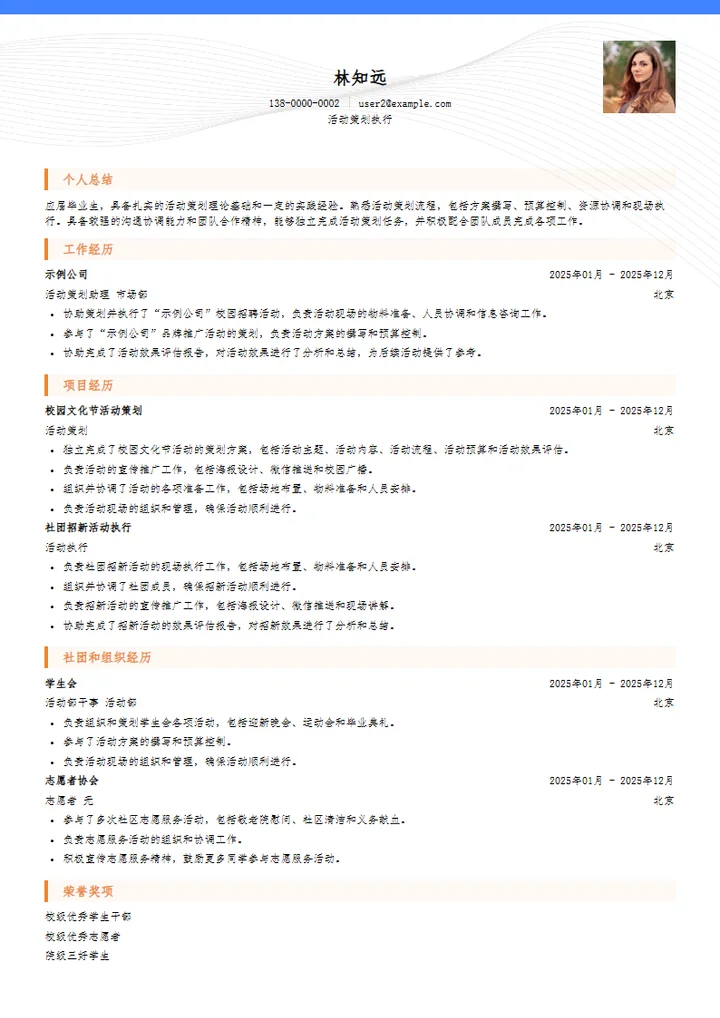 林知远
138-0000-0002 user2@example.com
活动策划执行
个人总结
应届毕业生，具备扎实的活动策划理论基础和一定的实践经验。熟悉活动策划流程，包括方案撰写、预算控制、资源协调和现场执
行。具备较强的沟通协调能力和团队合作精神，能够独立完成活动策划任务，并积极配合团队成员完成各项工作。
工作经历
示例公司 2025年01月 - 2025年12月
活动策划助理 市场部 北京
• 协助策划并执行了“示例公司”校园招聘活动，负责活动现场的物料准备、人员协调和信息咨询工作。
• 参与了“示例公司”品牌推广活动的策划，负责活动方案的撰写和预算控制。
• 协助完成了活动效果评估报告，对活动效果进行了分析和总结，为后续活动提供了参考。
项目经历
校园文化节活动策划 2025年01月 - 2025年12月
活动策划 北京
• 独立完成了校园文化节活动的策划方案，包括活动主题、活动内容、活动流程、活动预算和活动效果评估。
• 负责活动的宣传推广工作，包括海报设计、微信推送和校园广播。
• 组织并协调了活动的各项准备工作，包括场地布置、物料准备和人员安排。
• 负责活动现场的组织和管理，确保活动顺利进行。
社团招新活动执行 2025年01月 - 2025年12月
活动执行 北京
• 负责社团招新活动的现场执行工作，包括场地布置、物料准备和人员安排。
• 组织并协调了社团成员，确保招新活动顺利进行。
• 负责招新活动的宣传推广工作，包括海报设计、微信推送和现场讲解。
• 协助完成了招新活动的效果评估报告，对招新效果进行了分析和总结。
社团和组织经历
学生会 2025年01月 - 2025年12月
活动部干事 活动部 北京
• 负责组织和策划学生会各项活动，包括迎新晚会、运动会和毕业典礼。
• 参与了活动方案的撰写和预算控制。
• 负责活动现场的组织和管理，确保活动顺利进行。
志愿者协会 2025年01月 - 2025年12月
志愿者 无 北京
• 参与了多次社区志愿服务活动，包括敬老院慰问、社区清洁和义务献血。
• 负责志愿服务活动的组织和协调工作。
• 积极宣传志愿服务精神，鼓励更多同学参与志愿服务活动。
荣誉奖项
校级优秀学生干部
校级优秀志愿者
院级三好学生